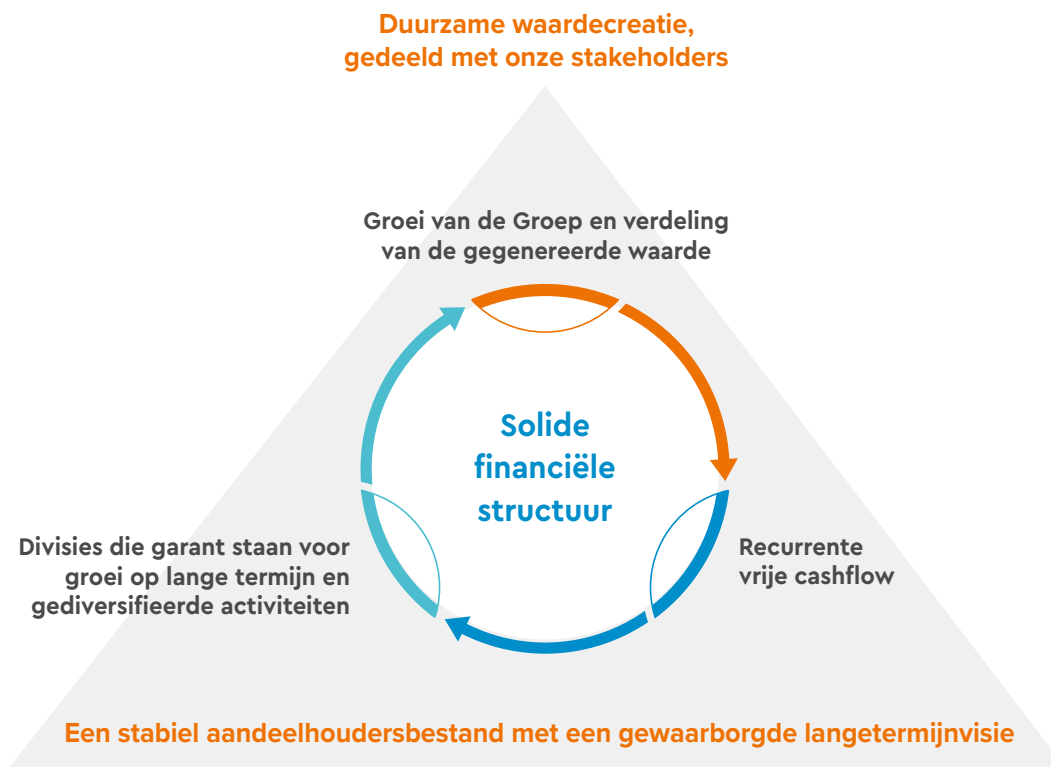 Duurzame waardecreatie,
gedeeld met onze stakeholders
Groei van de Groep en verdeling
van de gegenereerde waarde
Solide
financiële
structuur
Divisies die garant staan voor
groei op lange termijn en
gediversifieerde activiteiten
Recurrente
vrije cashflow
Een stabiel aandeelhoudersbestand met een gewaarborgde langetermijnvisie